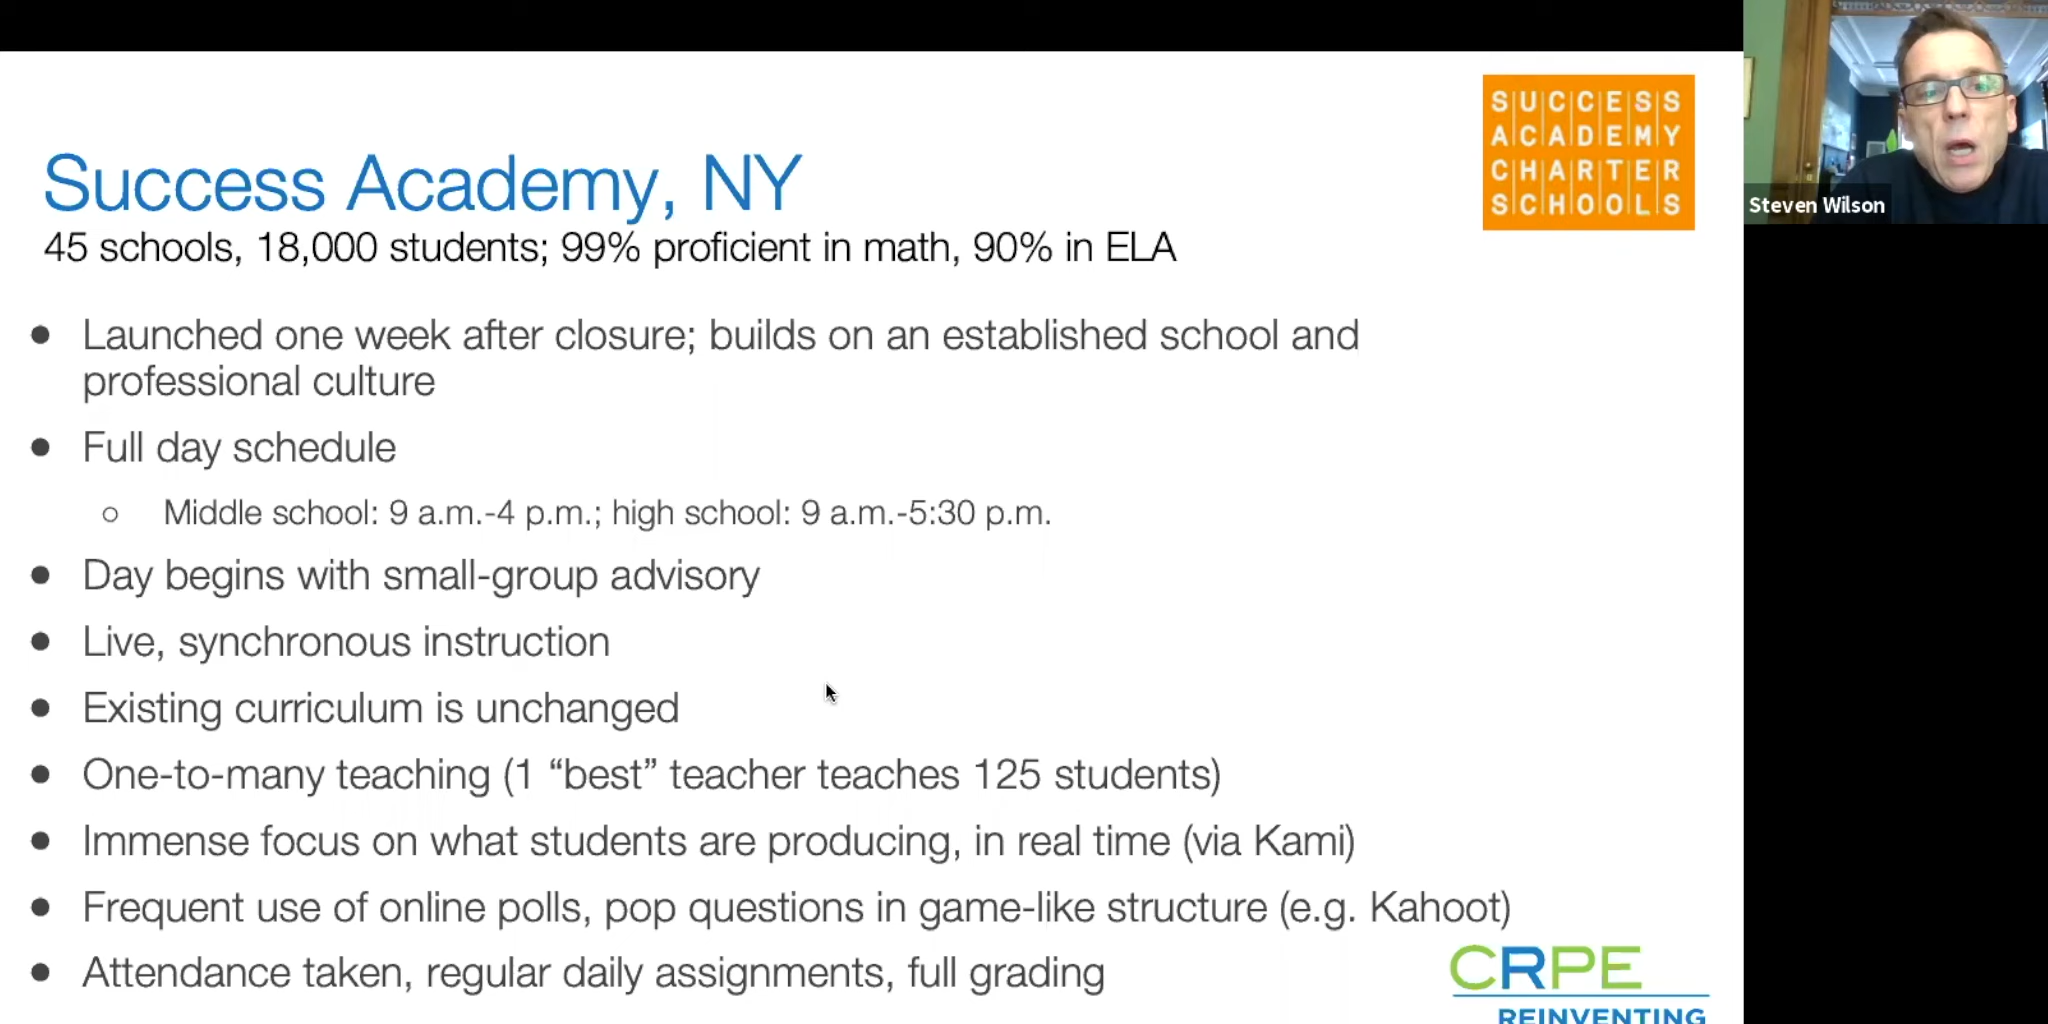 SUCCESS
ACADEMY
CHARTER
SCHOOLS
Steven Wilson
Success Academy, NY
45 schools, 18,000 students; 99% proficient in math, 90% in ELA
● Launched one week after closure; builds on an established school and
professional culture
● Full day schedule
○ Middle school: 9 a.m.-4 p.m.; high school: 9 a.m.-5:30 p.m.
● Day begins with small-group advisory
● Live, synchronous instruction
● Existing curriculum is unchanged
● One-to-many teaching (1 “best” teacher teaches 125 students)
● Immense focus on what students are producing, in real time (via Kami)
● Frequent use of online polls, pop questions in game-like structure (e.g. Kahoot)
● Attendance taken, regular daily assignments, full grading
CRPE
REINVENTING